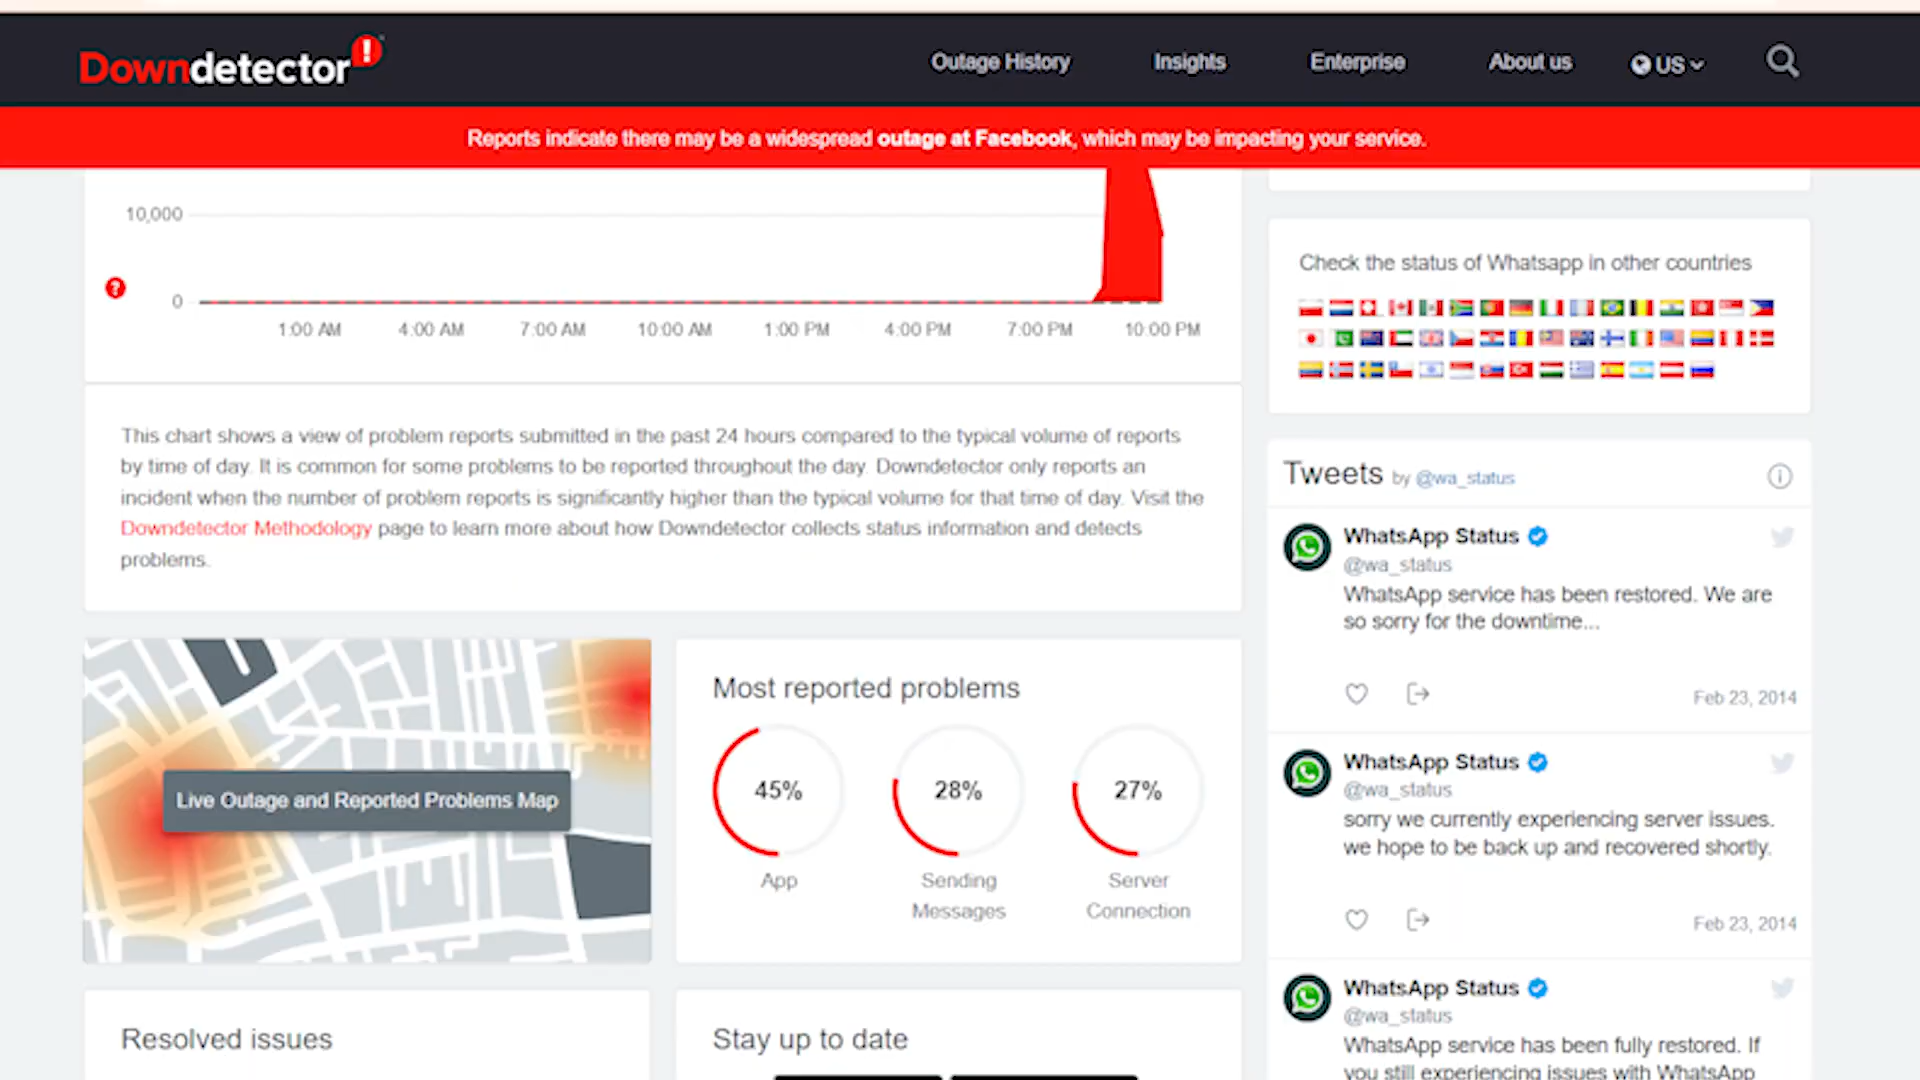 Downdetector
Outage History
Insights
Enterprise
About us
US
Reports indicate there may be a widespread outage at Facebook, which may be impacting your service.
10,000
0
1:00 AM
4:00 AM
7:00 AM
10:00 AM
1:00 PM
4:00 PM
7:00 PM
10:00 PM
This chart shows a view of problem reports submitted in the past 24 hours compared to the typical volume of reports
by time of day. It is common for some problems to be reported throughout the day. Downdetector only reports an
incident when the number of problem reports is significantly higher than the typical volume for that time of day. Visit the
Downdetector Methodology page to learn more about how Downdetector collects status information and detects
problems.
Live Outage and Reported Problems Map
Most reported problems
45%
28%
27%
App
Sending
Messages
Server
Connection
Resolved issues
Stay up to date
Check the status of Whatsapp in other countries
Tweets by @wa_status
WhatsApp Status
@wa_status
WhatsApp service has been restored. We are
so sorry for the downtime...
Feb 23, 2014
WhatsApp Status
@wa_status
sorry we currently experiencing server issues.
we hope to be back up and recovered shortly.
Feb 23, 2014
WhatsApp Status
@wa_status
WhatsApp service has been fully restored. If
you still experiencing issues with WhatsApp